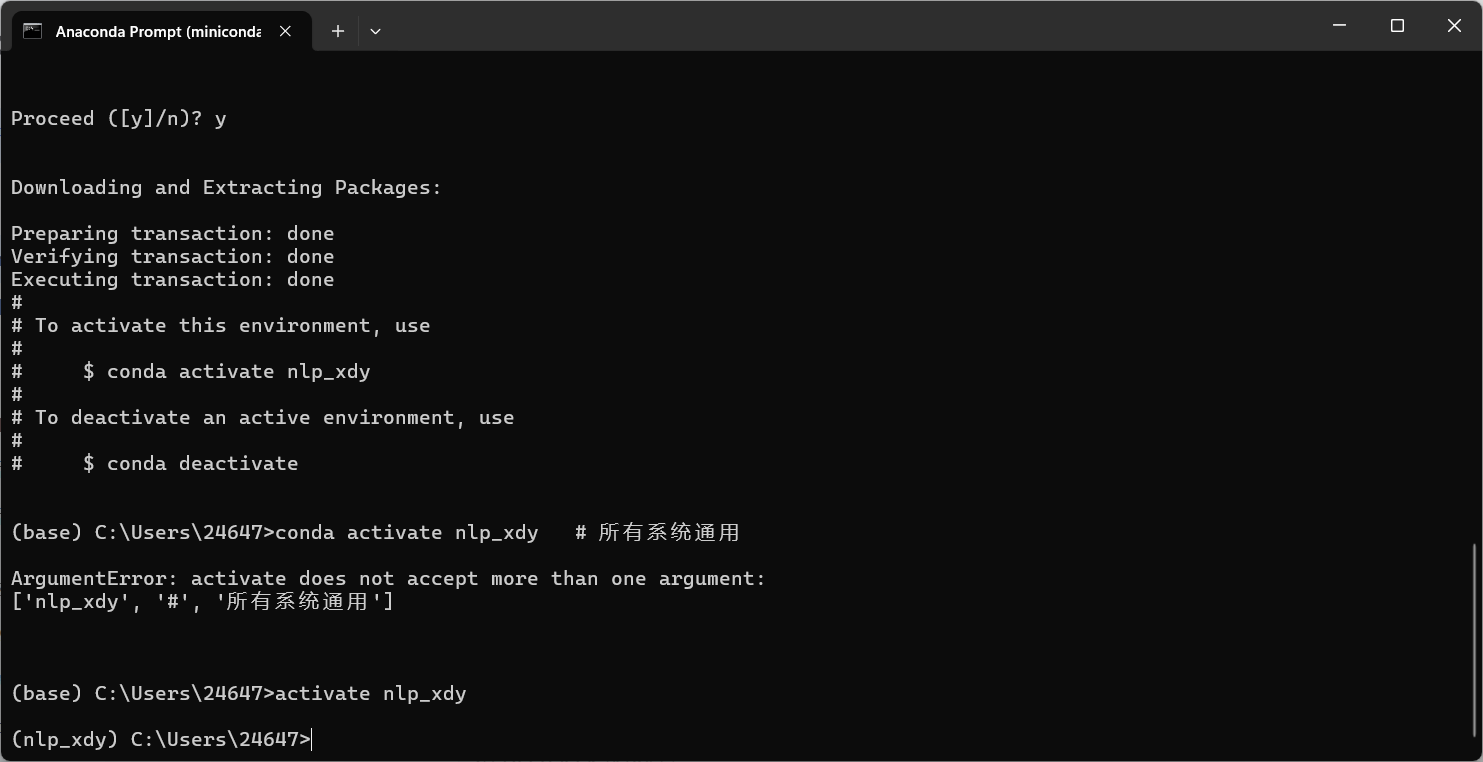 Anaconda Prompt (miniconda
Proceed ([y]/n)? y
Downloading and Extracting Packages:
Preparing transaction: done
Verifying transaction: done
Executing transaction: done
#
# To activate this environment, use
#
#     $ conda activate nlp_xdy
#
# To deactivate an active environment, use
#
#     $ conda deactivate
(base) C:\Users\24647>conda activate nlp_xdy   # 所有系统通用
ArgumentError: activate does not accept more than one argument:
['nlp_xdy', '#', '所有系统通用']
(base) C:\Users\24647>activate nlp_xdy
(nlp_xdy) C:\Users\24647>